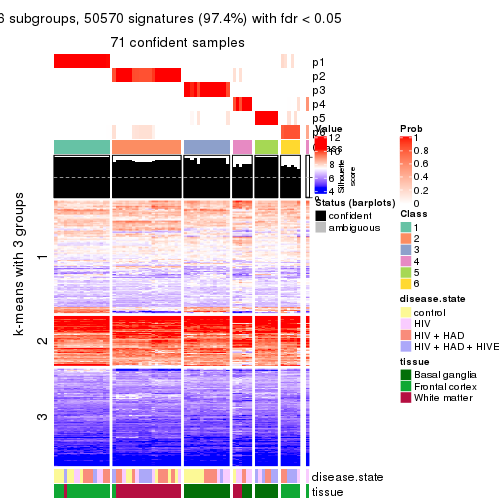 6 subgroups, 50570 signatures (97.4%) with fdr < 0.05
71 confident samples
p1
p2
p3
p4
p5
Value
12
10
8
6
4
Silhouette
score
Status (barplots)
confident
ambiguous
Prob
1
0.8
0.6
0.4
0.2
0
Class
1
2
3
4
5
6
disease.state
control
HIV
HIV + HAD
HIV + HAD + HIVE
tissue
Basal ganglia
Frontal cortex
White matter
k-means with 3 groups
1
2
3
disease.state
tissue